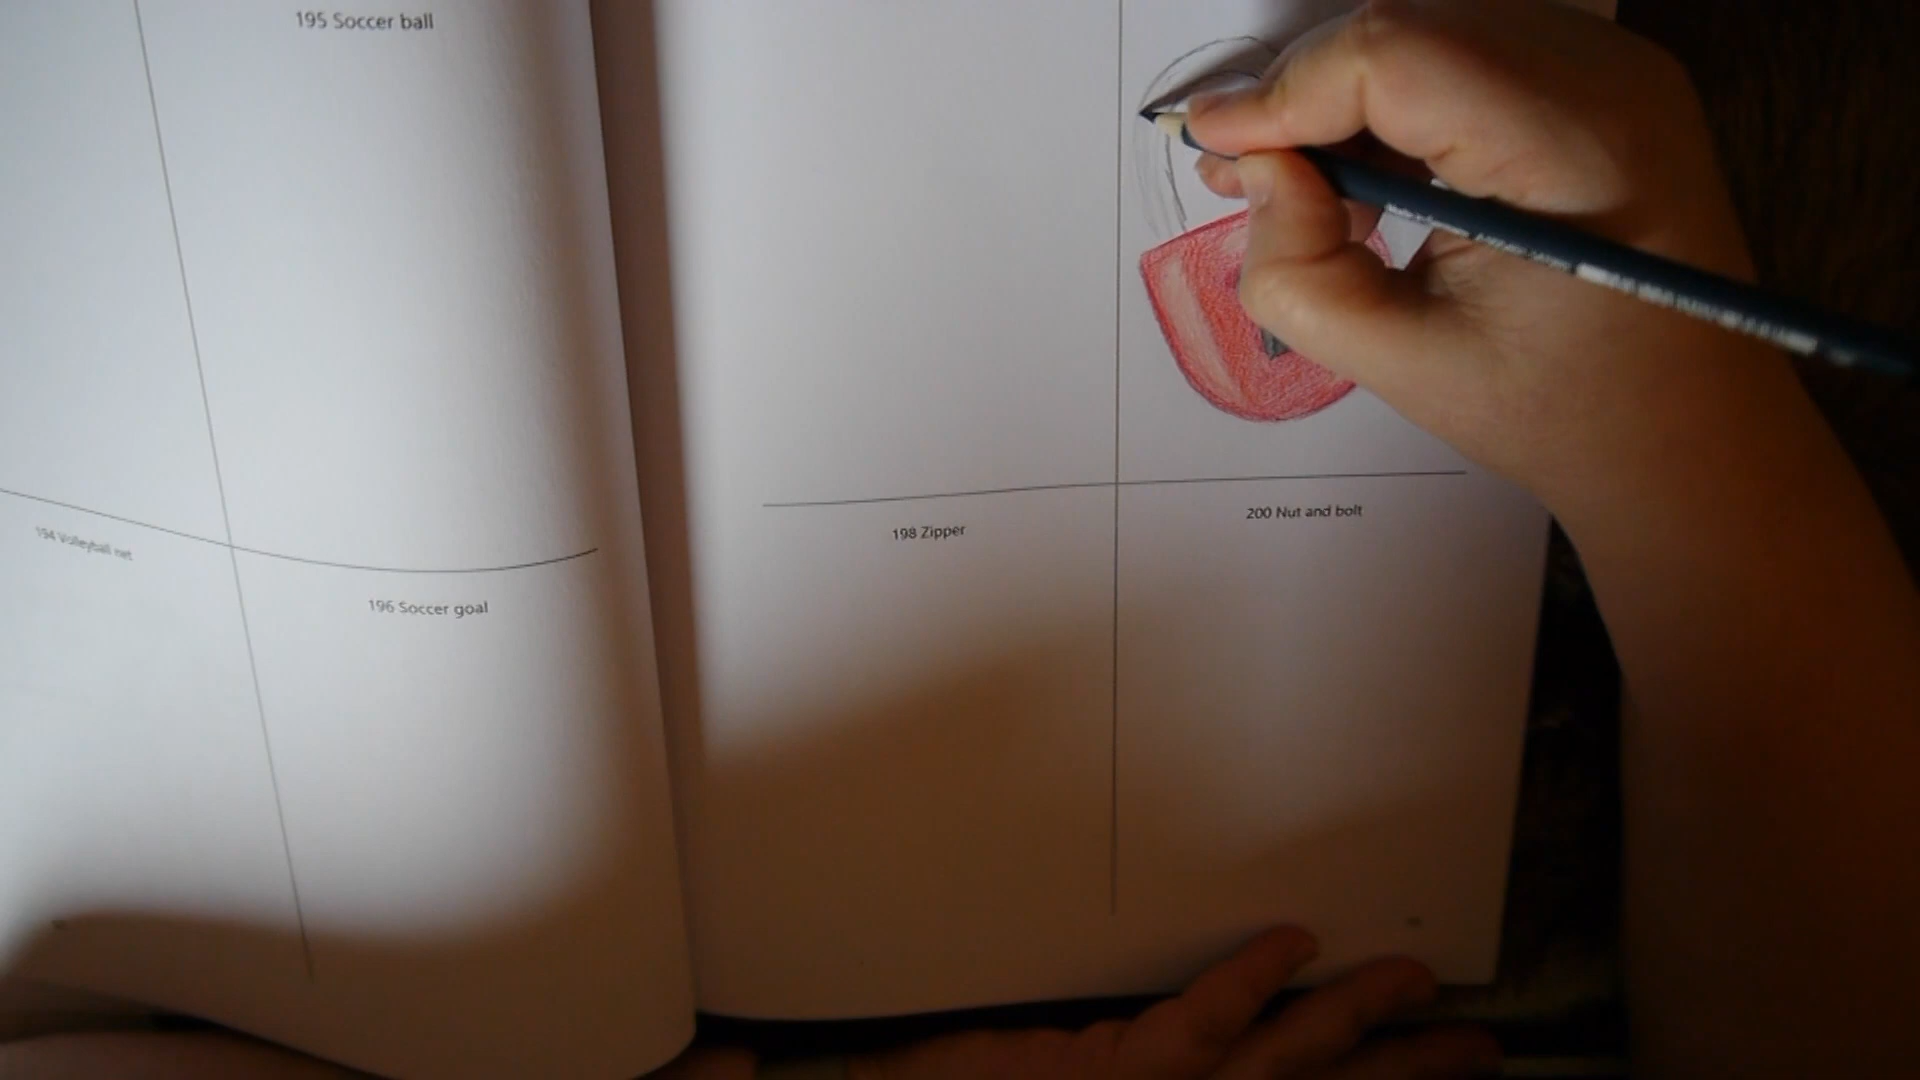 195 Soccer ball
194 Volleyball net
196 Soccer goal
198 Zipper
200 Nut and bolt